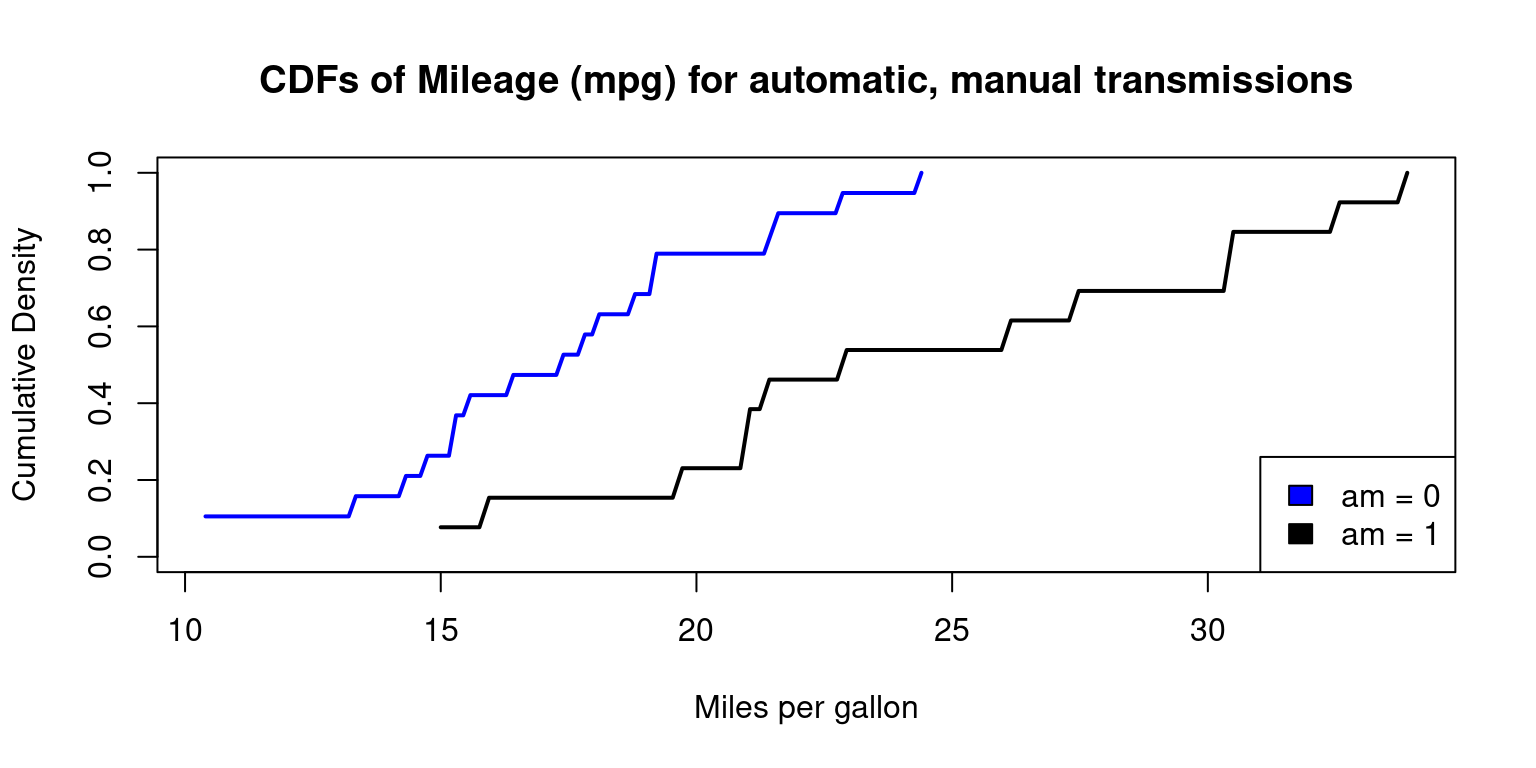 CDFs of Mileage (mpg) for automatic, manual transmissions
Cumulative Density
1.0
0.8
0.6
0.4
0.2
0.0
am = 0
am = 1
10 15 20 25 30
Miles per gallon